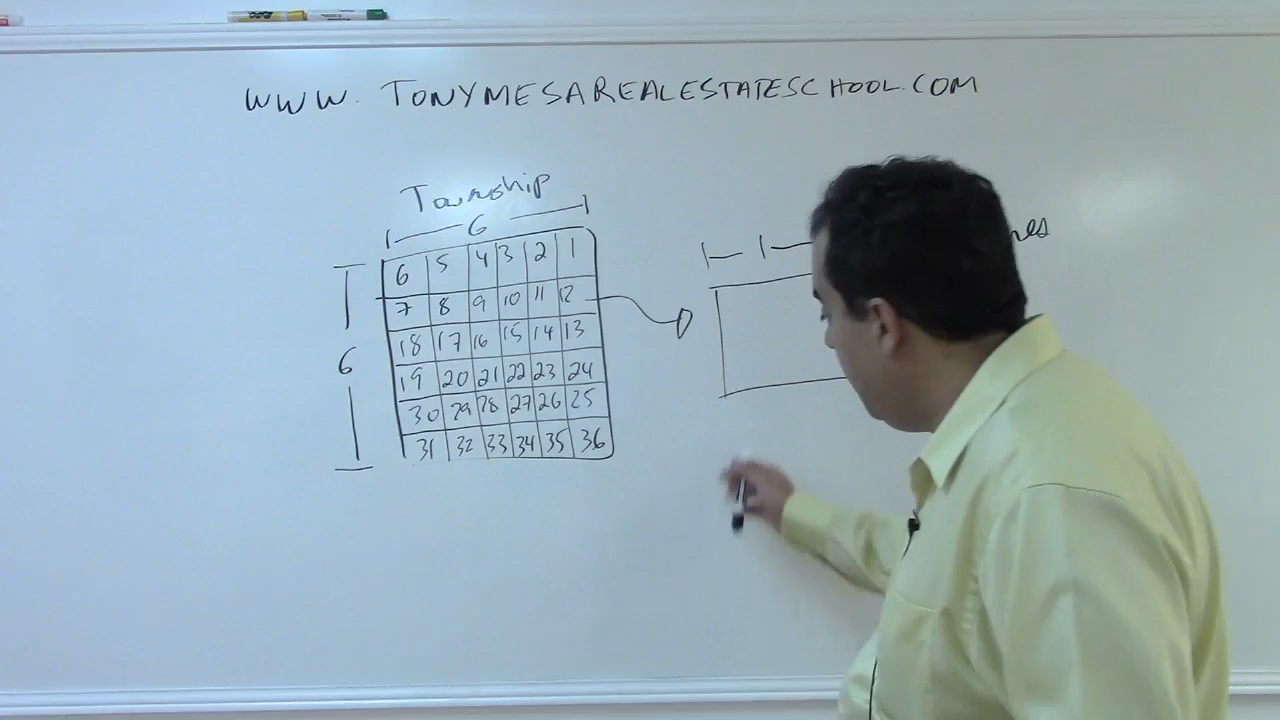 WWW. TONYMESAREALESTATESCHOOL.COM
Township
6
6 5 4 3 2 1
7 8 9 10 11 12
18 17 16 15 14 13
6
19 20 21 22 23 24
30 29 28 27 26 25
31 32 33 34 35 36